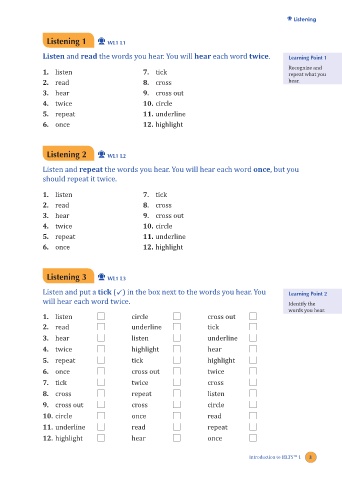 Listening
Listening 1 WL1 L1
Listen and read the words you hear. You will hear each word twice.
Learning Point 1
Recognize and
repeat what you
hear.
1. listen 7. tick
2. read 8. cross
3. hear 9. cross out
4. twice 10. circle
5. repeat 11. underline
6. once 12. highlight
Listening 2 WL1 L2
Listen and repeat the words you hear. You will hear each word once, but you
should repeat it twice.
1. listen 7. tick
2. read 8. cross
3. hear 9. cross out
4. twice 10. circle
5. repeat 11. underline
6. once 12. highlight
Listening 3 WL1 L3
Listen and put a tick (✓) in the box next to the words you hear. You
will hear each word twice.
Learning Point 2
Identify the
words you hear.
1. listen circle cross out
2. read underline tick
3. hear listen underline
4. twice highlight hear
5. repeat tick highlight
6. once cross out twice
7. tick twice cross
8. cross repeat listen
9. cross out cross circle
10. circle once read
11. underline read repeat
12. highlight hear once
Introduction to IELTS™ 1 3